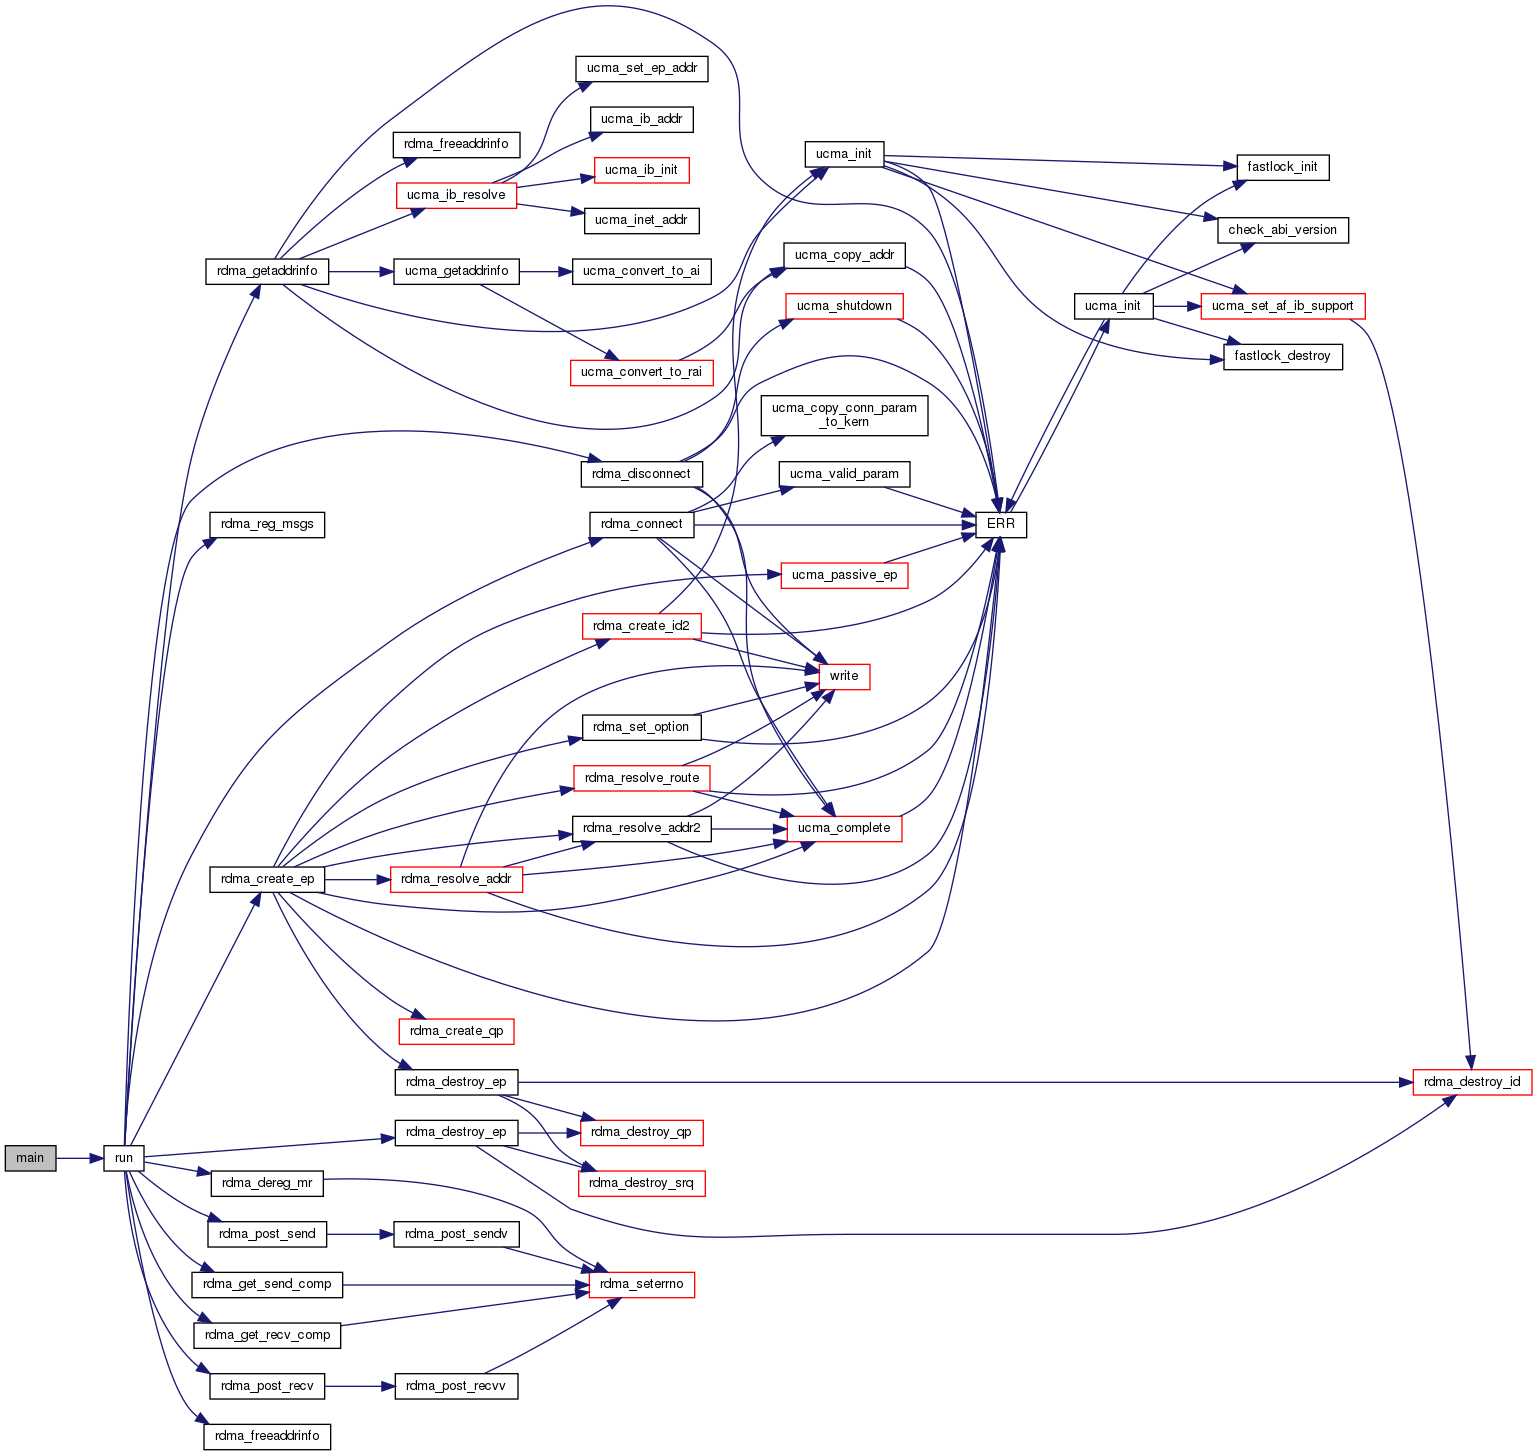 ucma_set_ep_addr
ucma_ib_addr
rdma_freeaddrinfo
ucma_init
ucma_ib_init
fastlock_init
ucma_ib_resolve
ucma_inet_addr
check_abi_version
ucma_copy_addr
rdma_getaddrinfo
ucma_getaddrinfo
ucma_convert_to_ai
ucma_shutdown
ucma_init
ucma_set_af_ib_support
fastlock_destroy
ucma_convert_to_rai
ucma_copy_conn_param
_to_kern
rdma_disconnect
ucma_valid_param
rdma_reg_msgs
rdma_connect
ERR
ucma_passive_ep
rdma_create_id2
write
rdma_set_option
rdma_resolve_route
rdma_resolve_addr2
ucma_complete
rdma_create_ep
rdma_resolve_addr
rdma_create_qp
rdma_destroy_ep
rdma_destroy_id
rdma_destroy_ep
rdma_destroy_qp
main
run
rdma_dereg_mr
rdma_destroy_srq
rdma_post_send
rdma_post_sendv
rdma_get_send_comp
rdma_seterrno
rdma_get_recv_comp
rdma_post_recv
rdma_post_recvv
rdma_freeaddrinfo